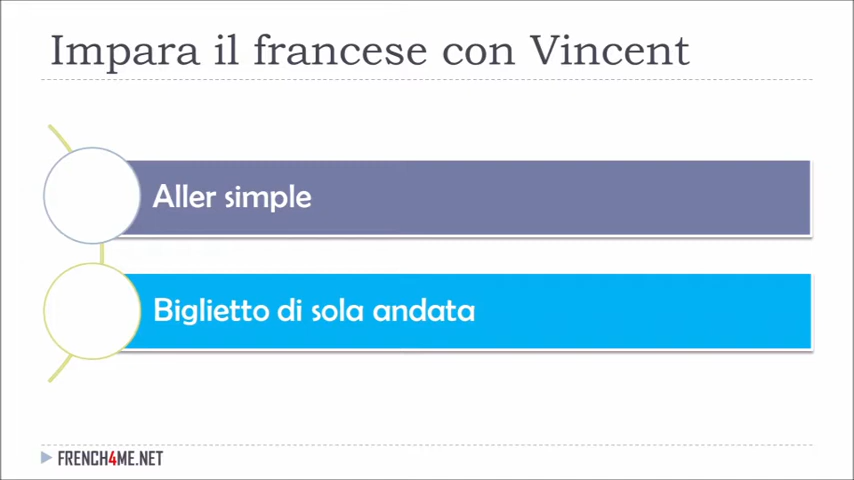 Impara il francese con Vincent
Aller simple
Biglietto di sola andata
FRENCH4ME.NET